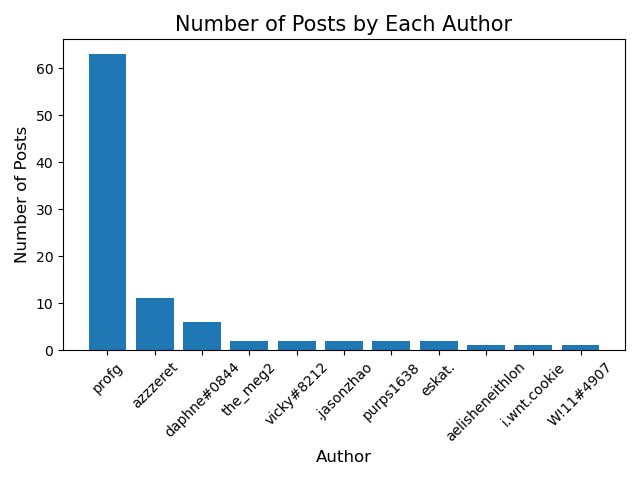 Number of Posts by Each Author
Number of Posts
60
50
40
30
20
10
0
profg
azzzeret
daphne#0844
the_meg2
vicky#8212
.jasonzhao
purps1638
eskat.
aelisheneithlon
i.wnt.cookie
W!11#4907
Author